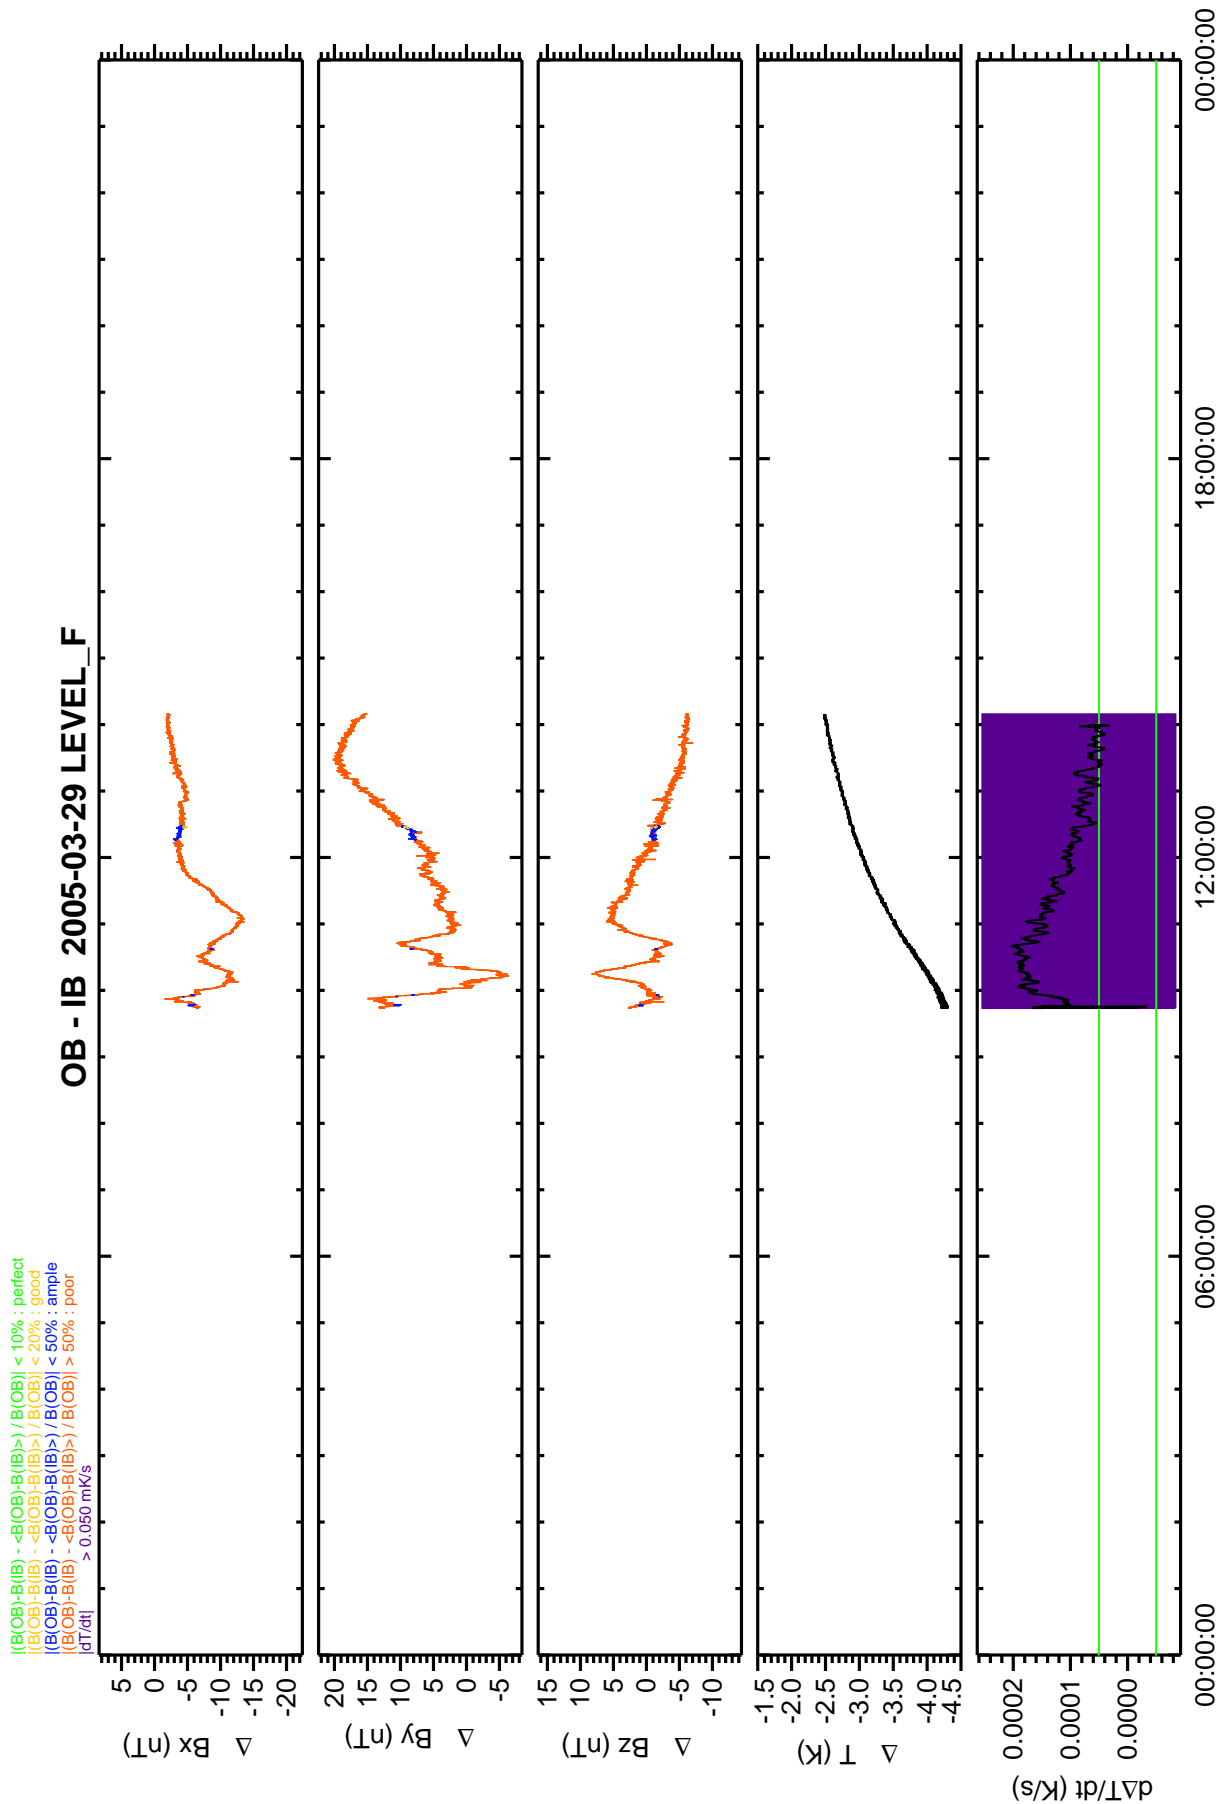 |(B(OB)-B(IB) - <B(OB)-B(IB)>) / B(OB)| < 10% : perfect
|(B(OB)-B(IB) - <B(OB)-B(IB)>) / B(OB)| < 20% : good
|(B(OB)-B(IB) - <B(OB)-B(IB)>) / B(OB)| < 50% : ample
|(B(OB)-B(IB) - <B(OB)-B(IB)>) / B(OB)| > 50% : poor
|dT/dt| > 0.050 mK/s
OB - IB 2005-03-29 LEVEL_F
Δ Bx (nT)
5
0
-5
-10
-15
-20
Δ By (nT)
20
15
10
5
0
-5
Δ Bz (nT)
15
10
5
0
-5
-10
Δ T (K)
-1.5
-2.0
-2.5
-3.0
-3.5
-4.0
-4.5
dΔT/dt (K/s)
0.0002
0.0001
0.0000
00:00:00 06:00:00 12:00:00 18:00:00 00:00:00